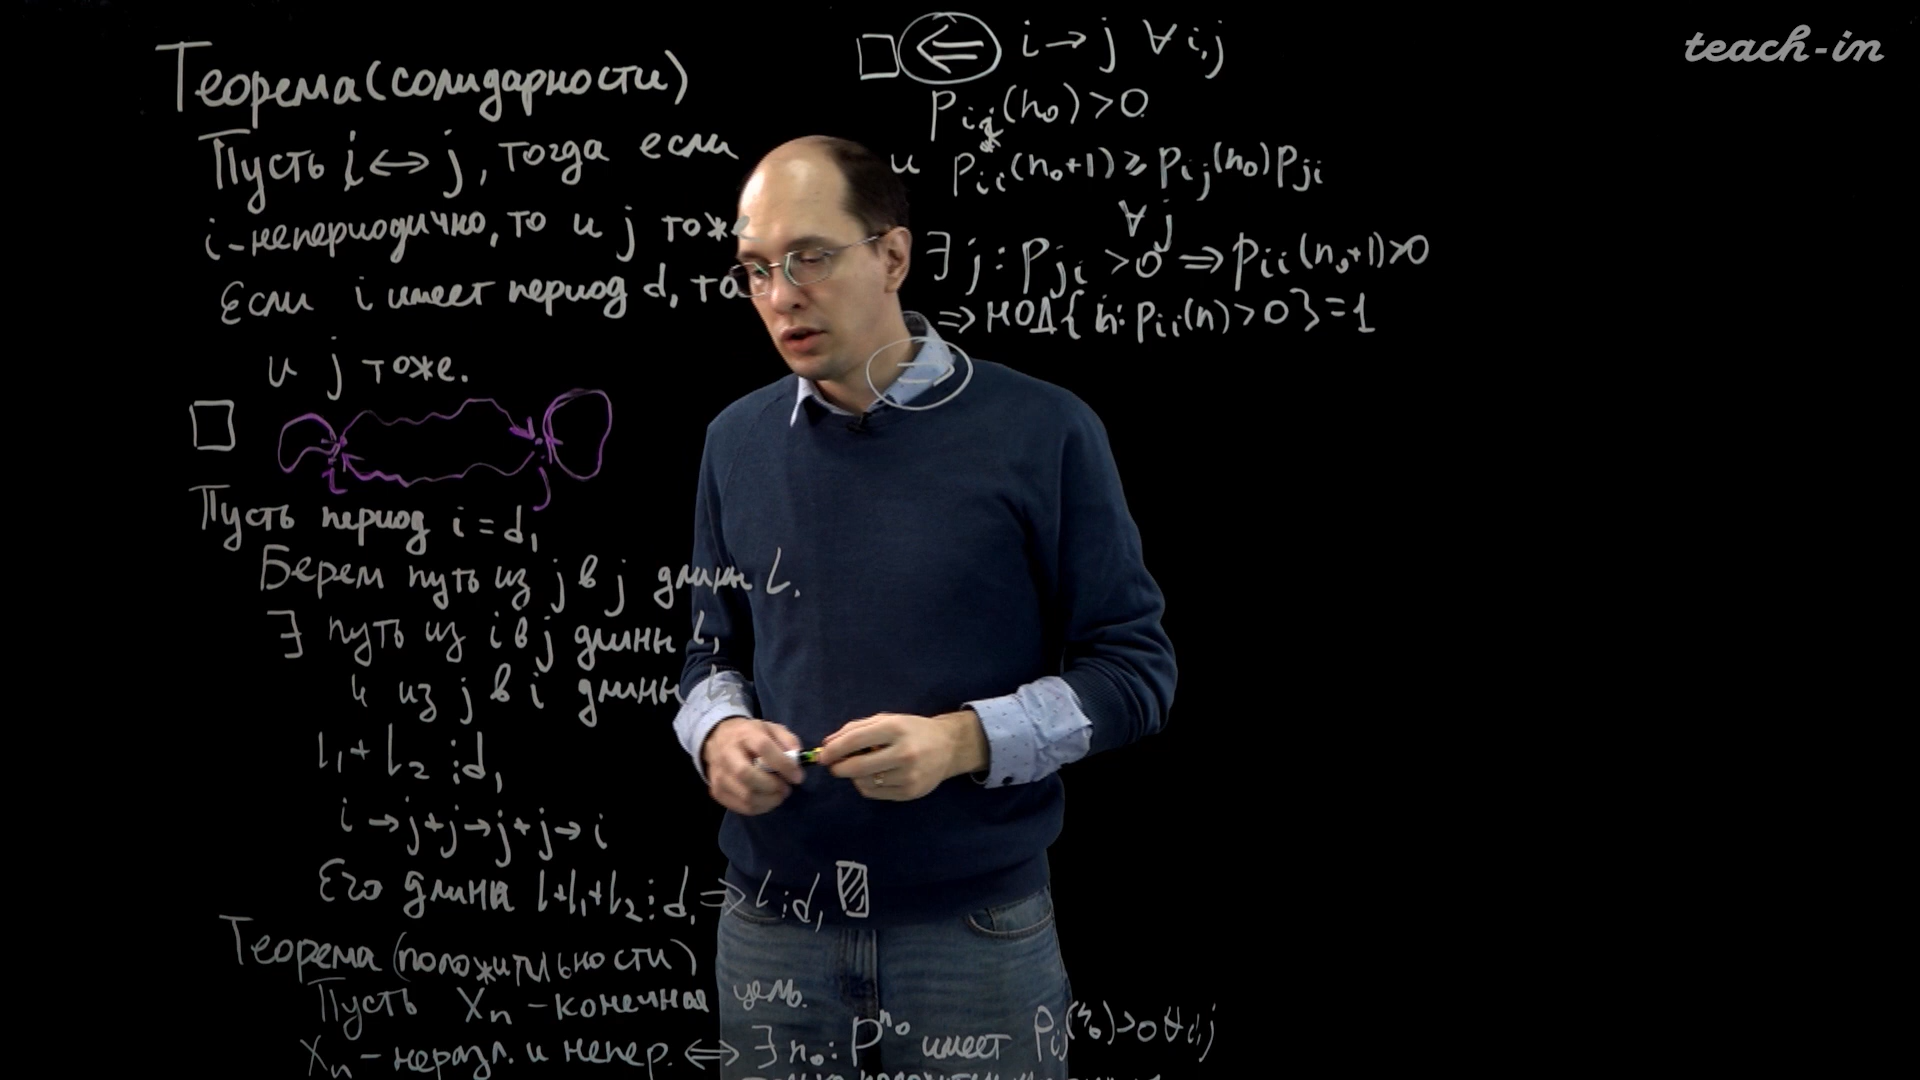 Теорема (солидарности)
Пусть i ↔ j, тогда если
i - непериодично, то и j тоже
Если i имеет период d, то
и j тоже.
□
i j
Пусть период i = d₁
Берем путь из j в j длины l.
∃ путь из i в j длины l₁
и из j в i длины
l₁ + l₂ ⋮ d₁
i → j + j → j + j → i
Его длина l+l₁+l₂ ⋮ d₁ ⇒ l ⋮ d₁
Теорема (положительности)
Пусть Xₙ - конечная цепь.
Xₙ - неразл. и непер. ⇔ ∃ n₀: P^n₀ имеет pᵢⱼ(n₀)>0 ∀ i,j
□ ⇐ i → j ∀ i,j
pᵢⱼ(n₀) > 0
и pᵢᵢ(n₀+1) ≥ pᵢⱼ(n₀)pⱼᵢ
∀ j
∃ j : pⱼᵢ > 0 ⇒ pᵢᵢ(n₀+1) > 0
⇒ НОД{n: pᵢᵢ(n) > 0} = 1
teach-in